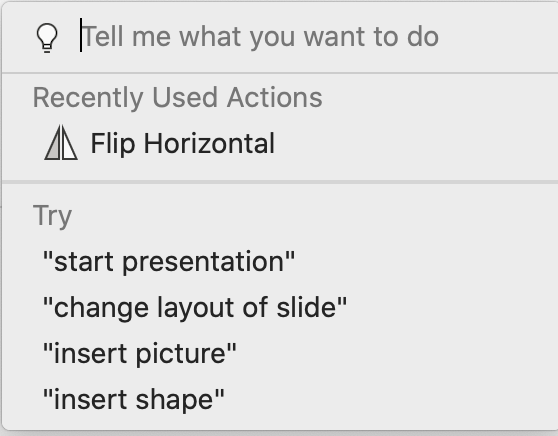 Tell me what you want to do
Recently Used Actions
Flip Horizontal
Try
"start presentation"
"change layout of slide"
"insert picture"
"insert shape"